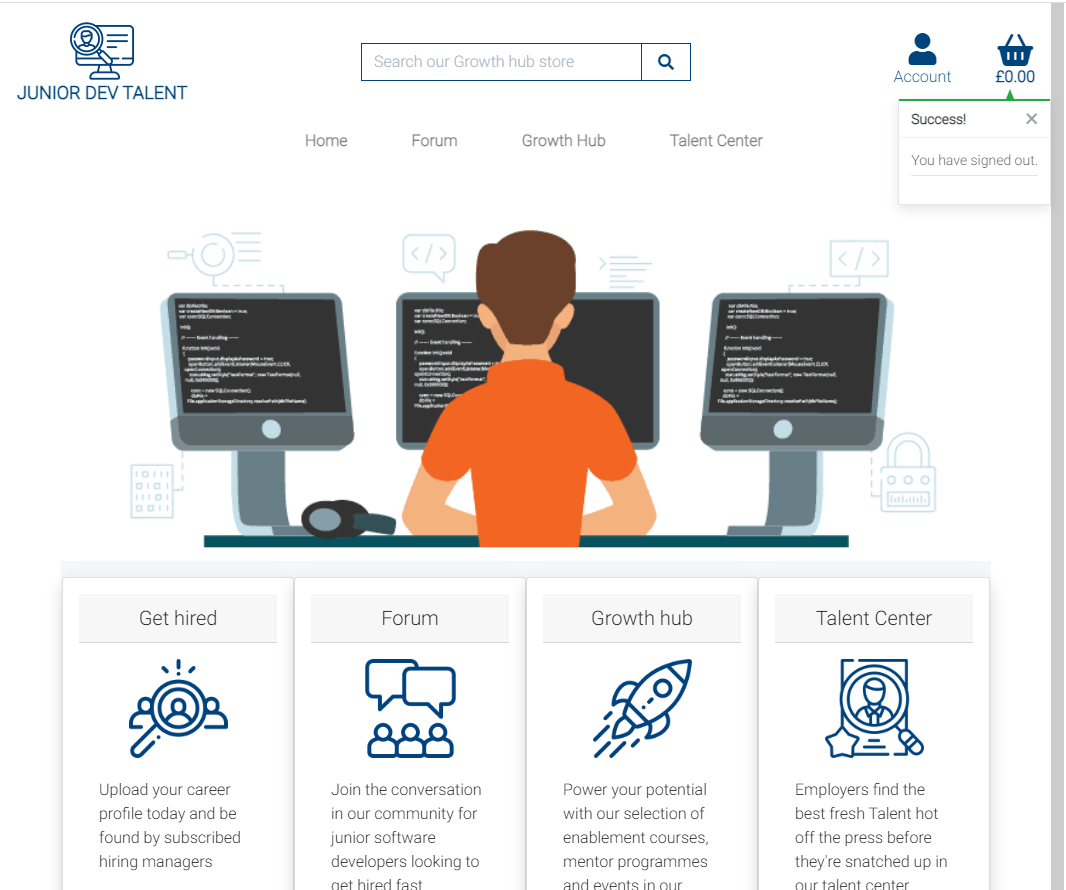 JUNIOR DEV TALENT
Search our Growth hub store
Account
£0.00
Success!
You have signed out.
Home
Forum
Growth Hub
Talent Center
Get hired
Upload your career
profile today and be
found by subscribed
hiring managers
Forum
Join the conversation
in our community for
junior software
developers looking to
get hired fast
Growth hub
Power your potential
with our selection of
enablement courses,
mentor programmes
and events in our
Talent Center
Employers find the
best fresh Talent hot
off the press before
they're snatched up in
our talent center